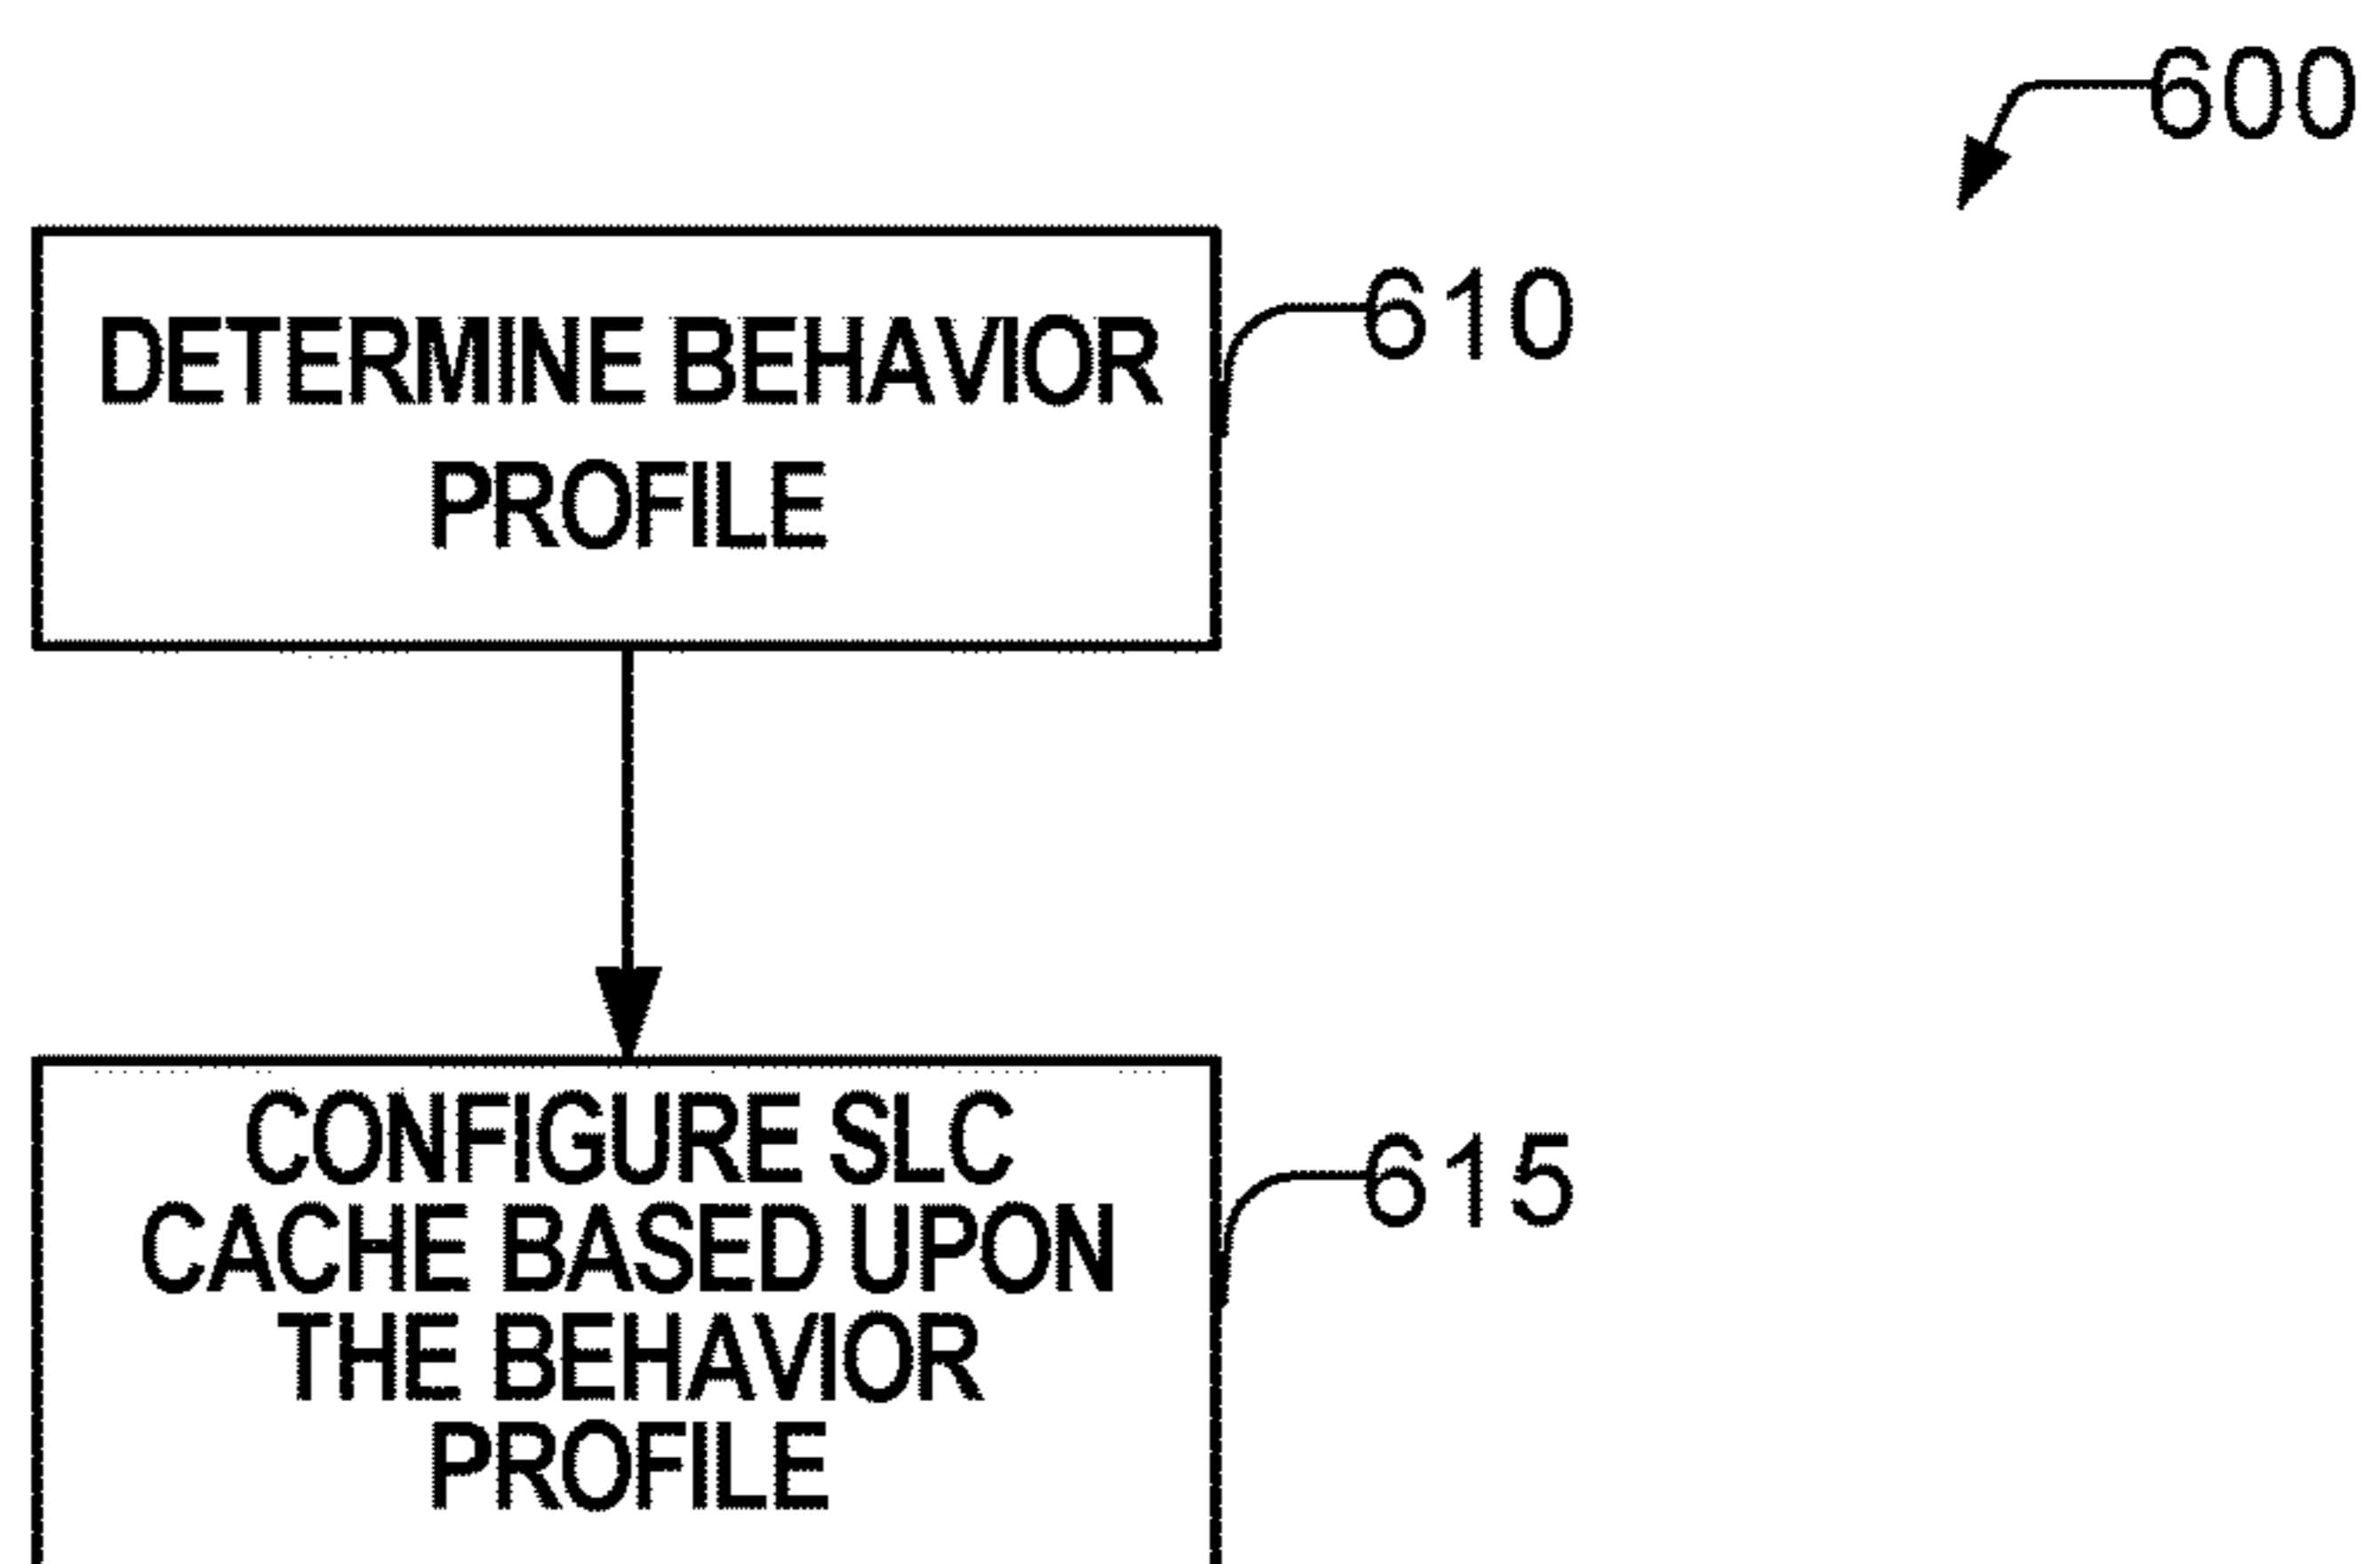 600
DETERMINE BEHAVIOR
PROFILE
610
CONFIGURE SLC
CACHE BASED UPON
THE BEHAVIOR
PROFILE
615